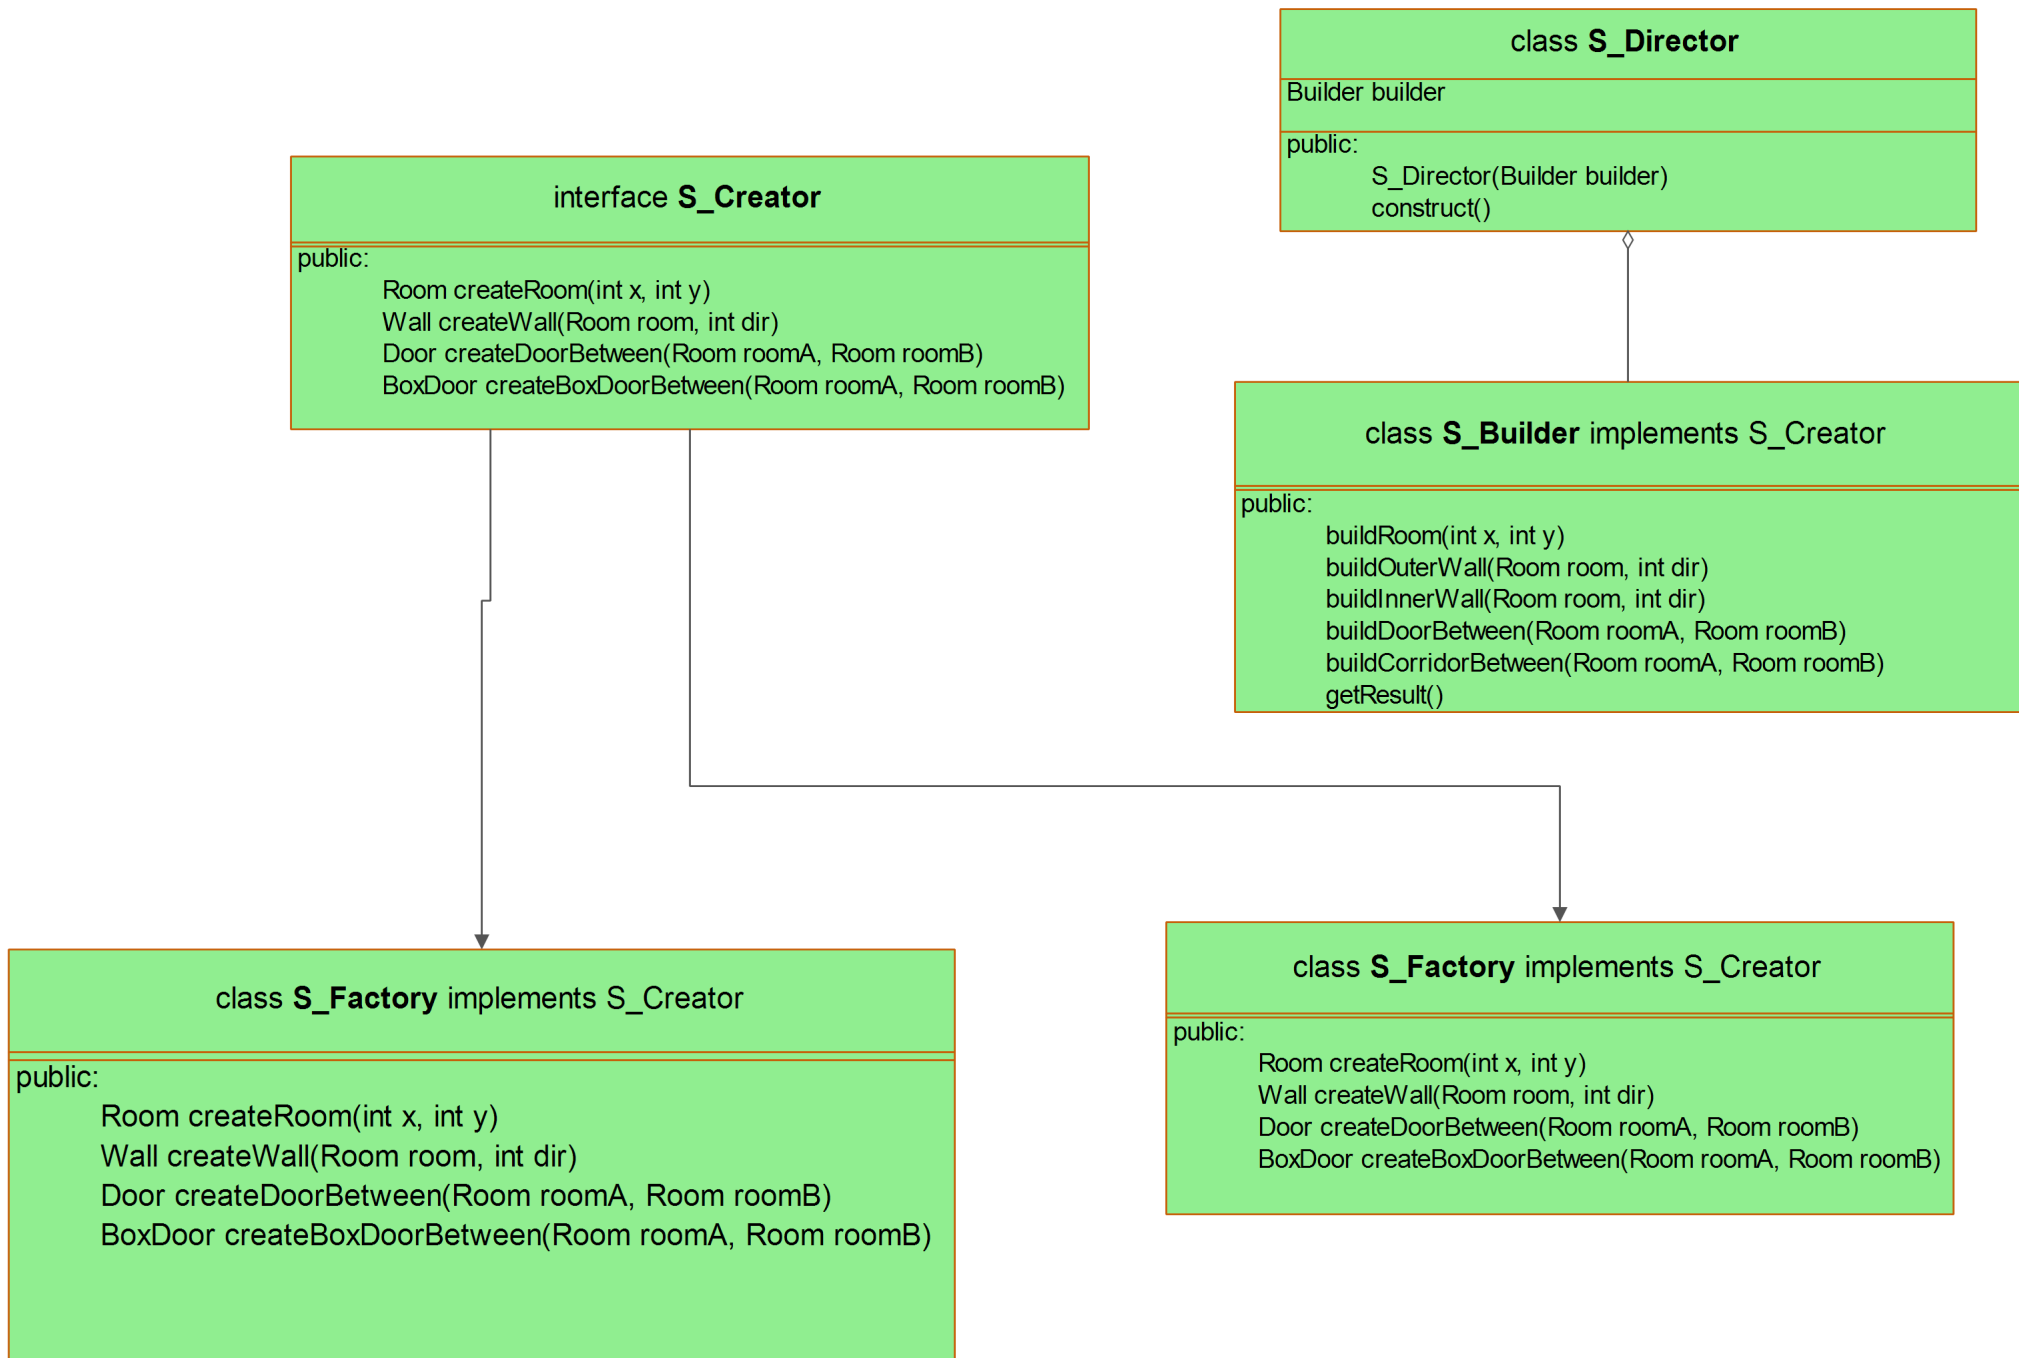 class S_Director
Builder builder
public:
S_Director(Builder builder)
construct()
interface S_Creator
public:
Room createRoom(int x, int y)
Wall createWall(Room room, int dir)
Door createDoorBetween(Room roomA, Room roomB)
BoxDoor createBoxDoorBetween(Room roomA, Room roomB)
class S_Builder implements S_Creator
public:
buildRoom(int x, int y)
buildOuterWall(Room room, int dir)
buildInnerWall(Room room, int dir)
buildDoorBetween(Room roomA, Room roomB)
buildCorridorBetween(Room roomA, Room roomB)
getResult()
class S_Factory implements S_Creator
public:
Room createRoom(int x, int y)
Wall createWall(Room room, int dir)
Door createDoorBetween(Room roomA, Room roomB)
BoxDoor createBoxDoorBetween(Room roomA, Room roomB)
class S_Factory implements S_Creator
public:
Room createRoom(int x, int y)
Wall createWall(Room room, int dir)
Door createDoorBetween(Room roomA, Room roomB)
BoxDoor createBoxDoorBetween(Room roomA, Room roomB)